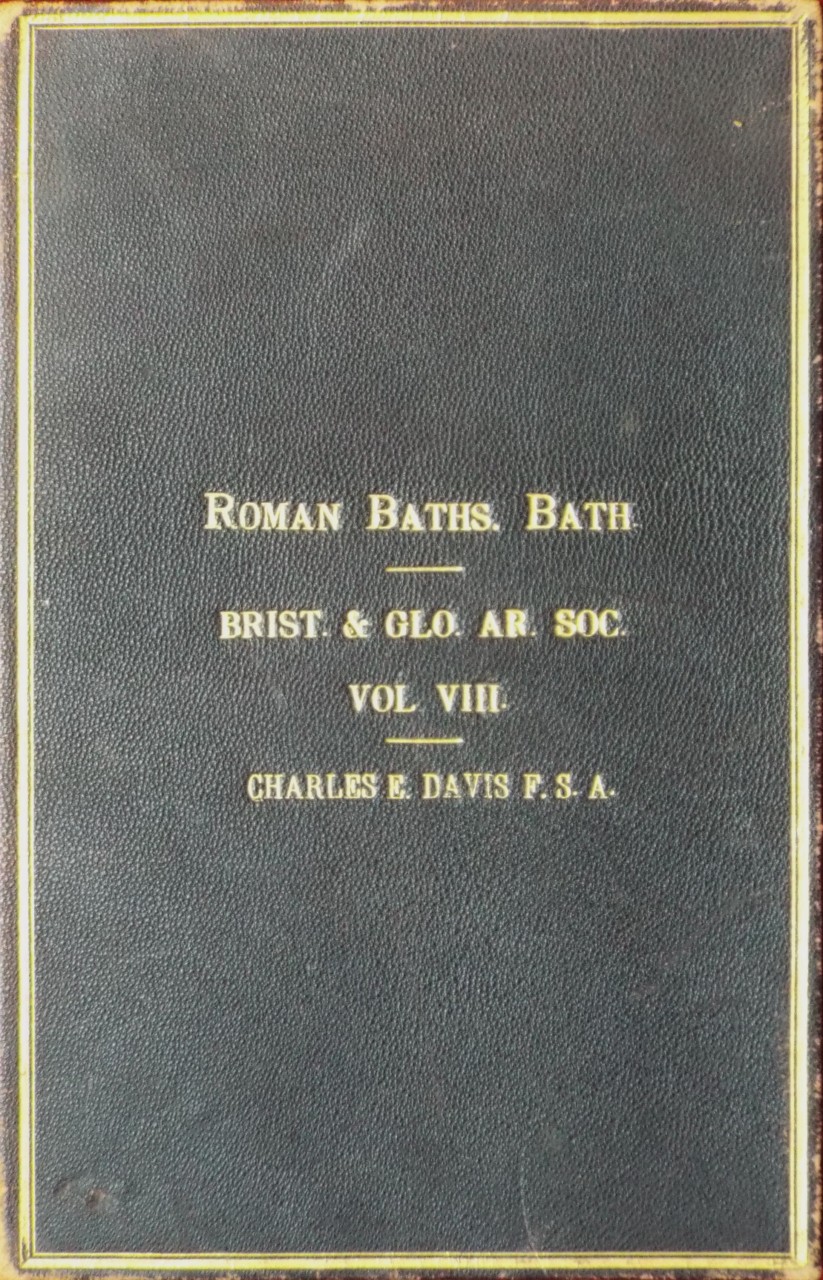 ROMAN BATHS. BATH.
BRIST. & GLO. AR. SOC.
VOL VIII.
CHARLES E. DAVIS F. S. A.